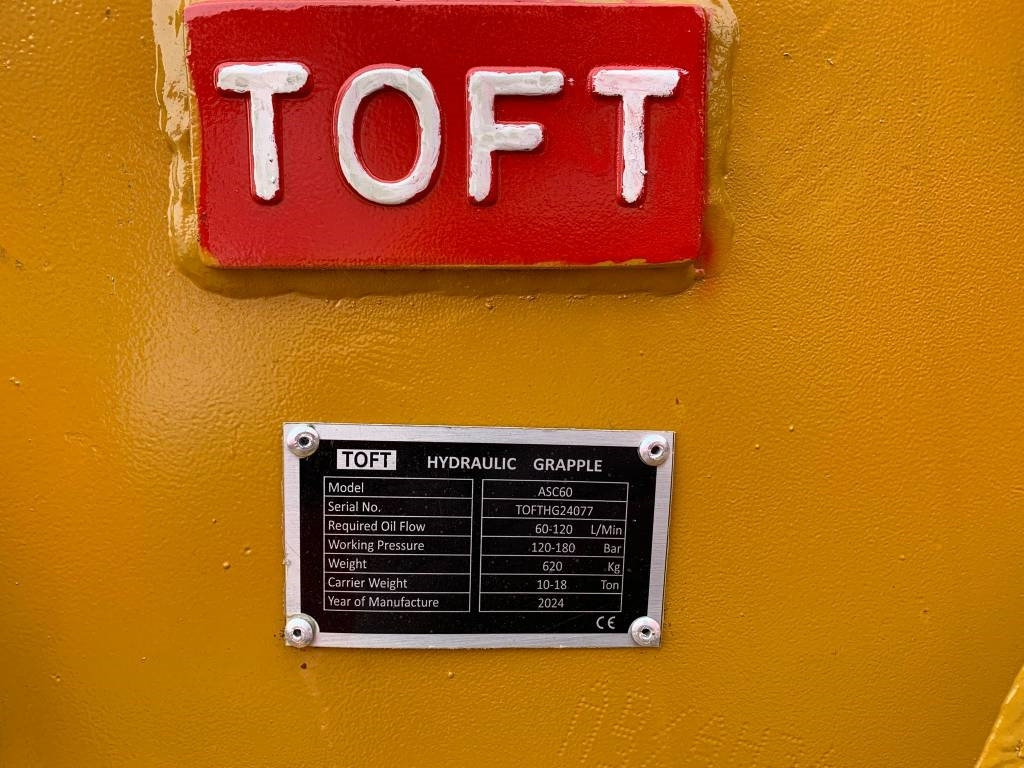 TOFT
TOFT HYDRAULIC GRAPPLE
Model ASC60
Serial No. TOFTHG24077
Required Oil Flow 60-120 L/Min
Working Pressure 120-180 Bar
Weight 620 Kg
Carrier Weight 10-18 Ton
Year of Manufacture 2024
CE